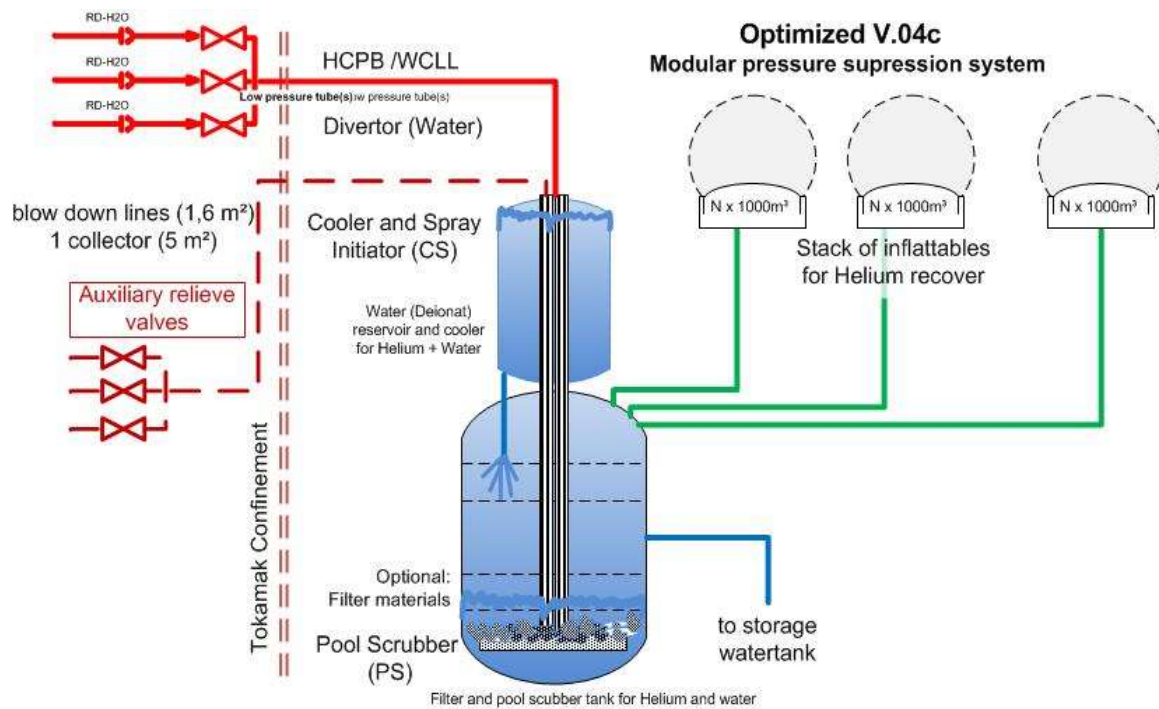 RD-H2O
RD-H2O
RD-H2O
HCPB /WCLL
Low pressure tube(s) ow pressure tube(s)
Divertor (Water)
Optimized V.04c
Modular pressure supression system
N x 1000m³
N x 1000m³
N x 1000m³
Stack of inflattables
for Helium recover
blow down lines (1,6 m²)
1 collector (5 m²)
Auxiliary relieve
valves
Cooler and Spray
Initiator (CS)
Water (Deionat)
reservoir and cooler
for Helium + Water
Tokamak Confinement
Optional:
Filter materials
Pool Scrubber
(PS)
to storage
watertank
Filter and pool scubber tank for Helium and water